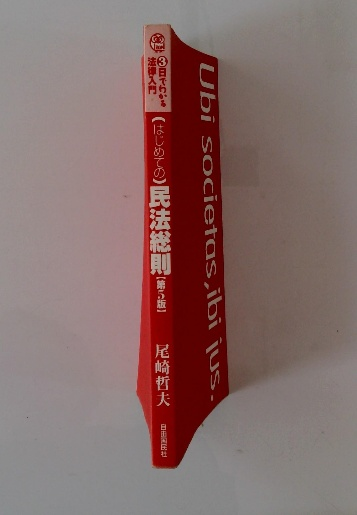 3日でわかる
法律入門
【はじめての】民法総則【第5版】
尾崎哲夫
自由国民社
Ubi societas, ibi jus.